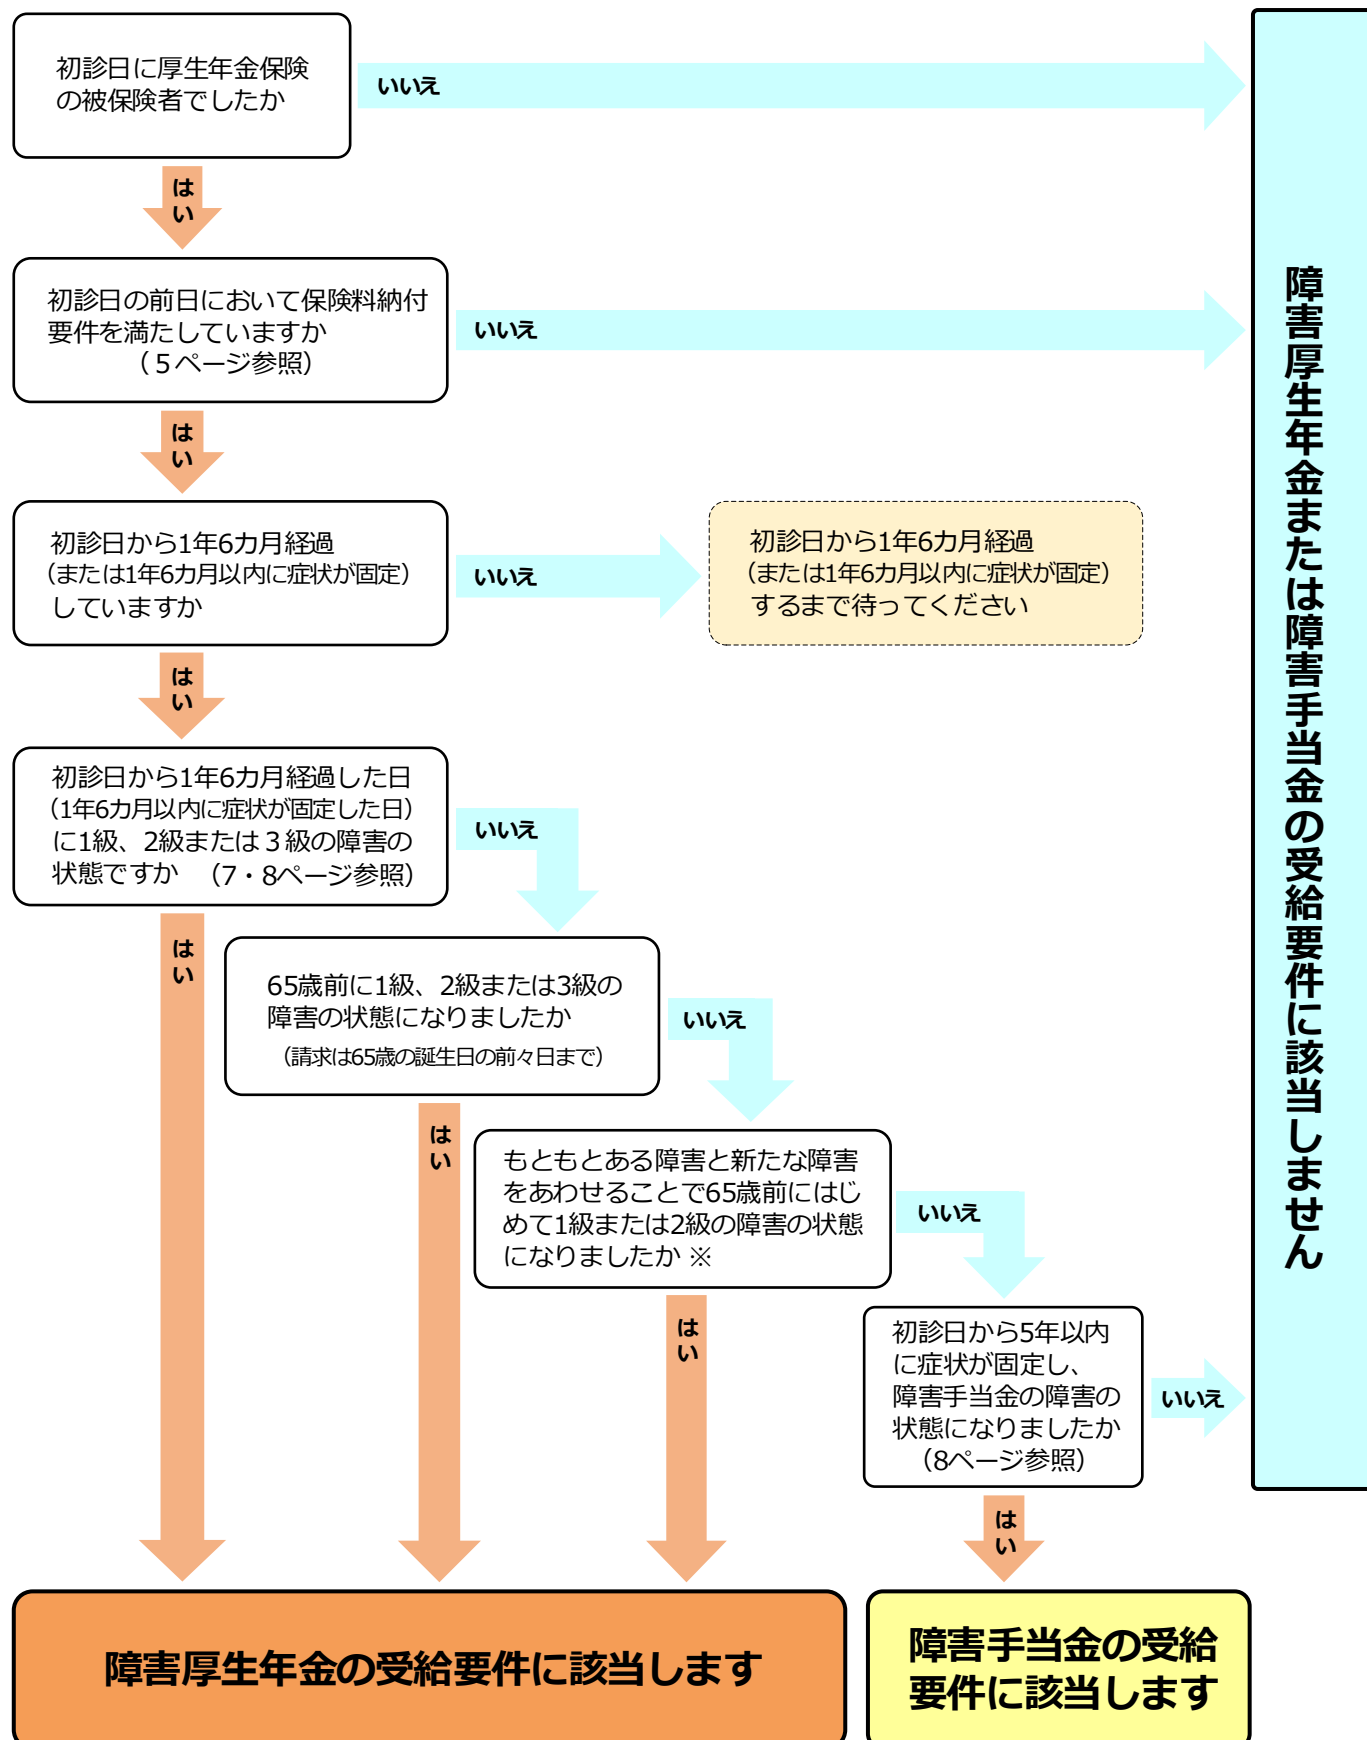 初診日に厚生年金保険
の被保険者でしたか
いいえ
はい
初診日の前日において保険料納付
要件を満たしていますか
(5ページ参照)
いいえ
はい
初診日から1年6カ月経過
(または1年6カ月以内に症状が固定)
していますか
いいえ
初診日から1年6カ月経過
(または1年6カ月以内に症状が固定)
するまで待ってください
はい
初診日から1年6カ月経過した日
(1年6カ月以内に症状が固定した日)
に1級、2級または3級の障害の
状態ですか (7・8ページ参照)
いいえ
はい
65歳前に1級、2級または3級の
障害の状態になりましたか
(請求は65歳の誕生日の前々日まで)
いいえ
はい
もともとある障害と新たな障害
をあわせることで65歳前にはじ
めて1級または2級の障害の状態
になりましたか ※
いいえ
はい
初診日から5年以内
に症状が固定し、
障害手当金の障害の
状態になりましたか
(8ページ参照)
いいえ
はい
障害厚生年金または障害手当金の受給要件に該当しません
障害厚生年金の受給要件に該当します
障害手当金の受給
要件に該当します